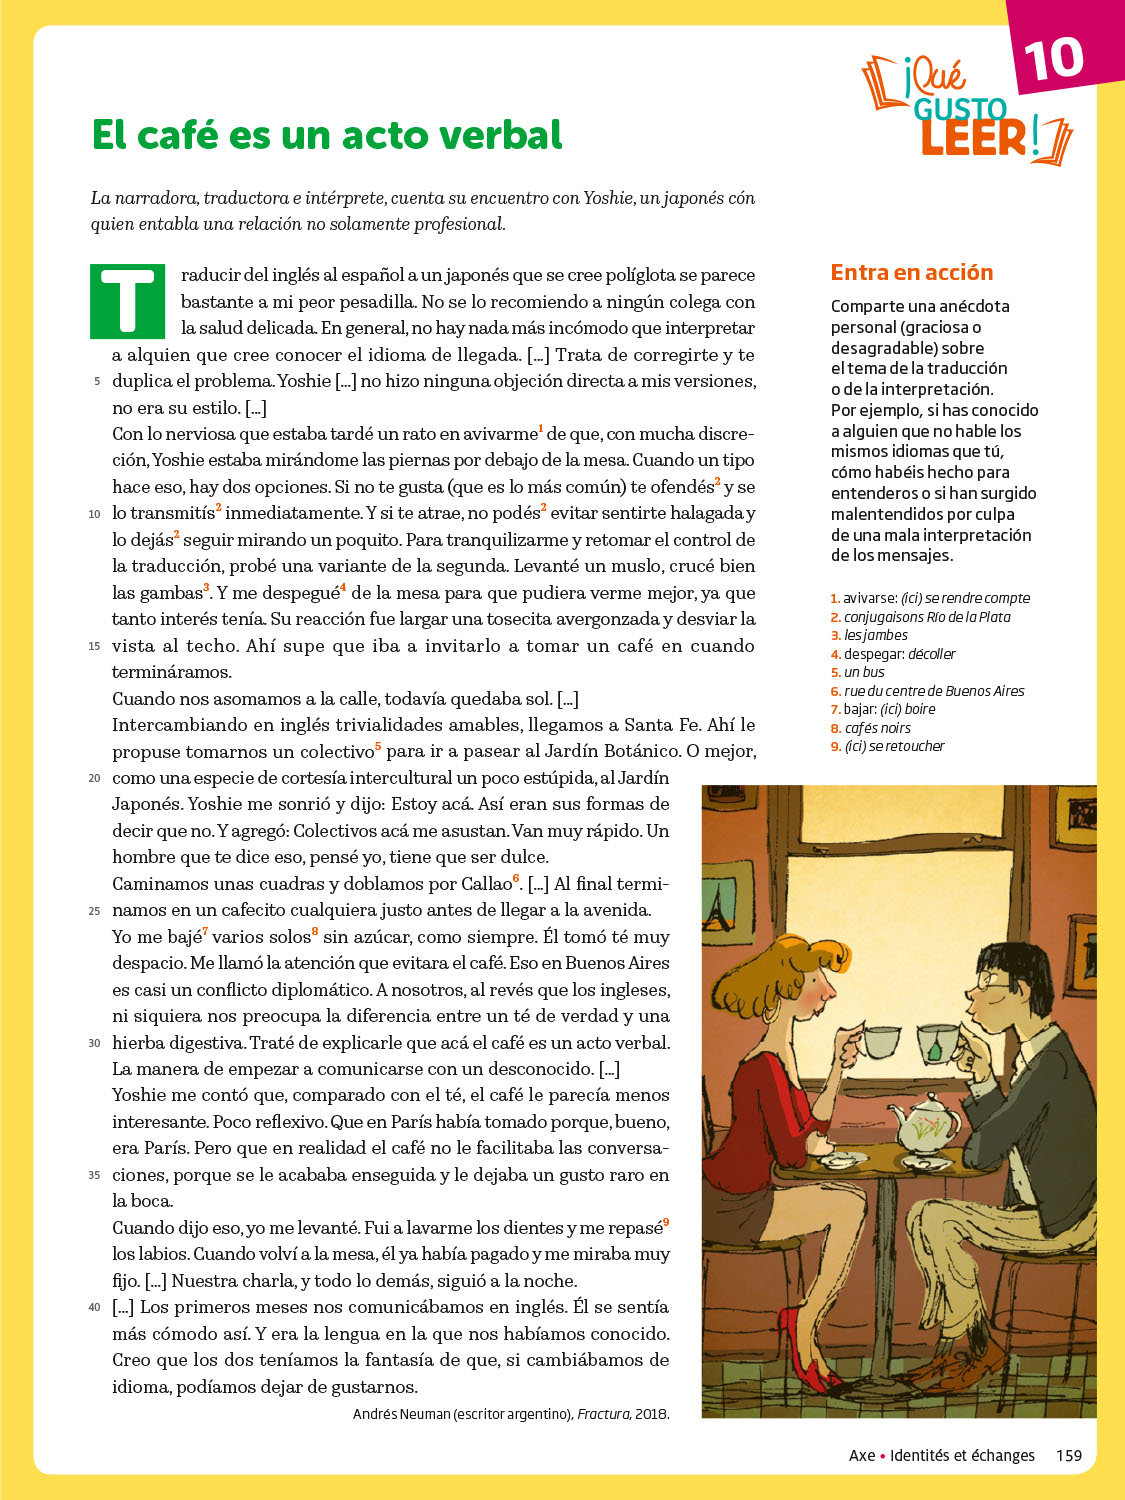 10
¡Qué
GUSTO
LEER!
El café es un acto verbal
La narradora, traductora e intérprete, cuenta su encuentro con Yoshie, un japonés cón
quien entabla una relación no solamente profesional.
Traducir del inglés al español a un japonés que se cree políglota se parece
bastante a mi peor pesadilla. No se lo recomiendo a ningún colega con
la salud delicada. En general, no hay nada más incómodo que interpretar
a alquien que cree conocer el idioma de llegada. [...] Trata de corregirte y te
5 duplica el problema. Yoshie [...] no hizo ninguna objeción directa a mis versiones,
no era su estilo. [...]
Con lo nerviosa que estaba tardé un rato en avivarme1 de que, con mucha discre-
ción, Yoshie estaba mirándome las piernas por debajo de la mesa. Cuando un tipo
hace eso, hay dos opciones. Si no te gusta (que es lo más común) te ofendés2 y se
10 lo transmitís2 inmediatamente. Y si te atrae, no podés2 evitar sentirte halagada y
lo dejás2 seguir mirando un poquito. Para tranquilizarme y retomar el control de
la traducción, probé una variante de la segunda. Levanté un muslo, crucé bien
las gambas3. Y me despegué4 de la mesa para que pudiera verme mejor, ya que
tanto interés tenía. Su reacción fue largar una tosecita avergonzada y desviar la
15 vista al techo. Ahí supe que iba a invitarlo a tomar un café en cuando
termináramos.
Cuando nos asomamos a la calle, todavía quedaba sol. [...]
Intercambiando en inglés trivialidades amables, llegamos a Santa Fe. Ahí le
propuse tomarnos un colectivo5 para ir a pasear al Jardín Botánico. O mejor,
20 como una especie de cortesía intercultural un poco estúpida, al Jardín
Japonés. Yoshie me sonrió y dijo: Estoy acá. Así eran sus formas de
decir que no. Y agregó: Colectivos acá me asustan. Van muy rápido. Un
hombre que te dice eso, pensé yo, tiene que ser dulce.
Caminamos unas cuadras y doblamos por Callao6. [...] Al final termi-
25 namos en un cafecito cualquiera justo antes de llegar a la avenida.
Yo me bajé7 varios solos8 sin azúcar, como siempre. Él tomó té muy
despacio. Me llamó la atención que evitara el café. Eso en Buenos Aires
es casi un conflicto diplomático. A nosotros, al revés que los ingleses,
ni siquiera nos preocupa la diferencia entre un té de verdad y una
30 hierba digestiva. Traté de explicarle que acá el café es un acto verbal.
La manera de empezar a comunicarse con un desconocido. [...]
Yoshie me contó que, comparado con el té, el café le parecía menos
interesante. Poco reflexivo. Que en París había tomado porque, bueno,
era París. Pero que en realidad el café no le facilitaba las conversa-
35 ciones, porque se le acababa enseguida y le dejaba un gusto raro en
la boca.
Cuando dijo eso, yo me levanté. Fui a lavarme los dientes y me repasé9
los labios. Cuando volví a la mesa, él ya había pagado y me miraba muy
fijo. [...] Nuestra charla, y todo lo demás, siguió a la noche.
40 [...] Los primeros meses nos comunicábamos en inglés. Él se sentía
más cómodo así. Y era la lengua en la que nos habíamos conocido.
Creo que los dos teníamos la fantasía de que, si cambiábamos de
idioma, podíamos dejar de gustarnos.
Andrés Neuman (escritor argentino), Fractura, 2018.
Entra en acción
Comparte una anécdota
personal (graciosa o
desagradable) sobre
el tema de la traducción
o de la interpretación.
Por ejemplo, si has conocido
a alguien que no hable los
mismos idiomas que tú,
cómo habéis hecho para
entenderos o si han surgido
malentendidos por culpa
de una mala interpretación
de los mensajes.
1. avivarse: (ici) se rendre compte
2. conjugaisons Río de la Plata
3. les jambes
4. despegar: décoller
5. un bus
6. rue du centre de Buenos Aires
7. bajar: (ici) boire
8. cafés noirs
9. (ici) se retoucher
Axe • Identités et échanges 159